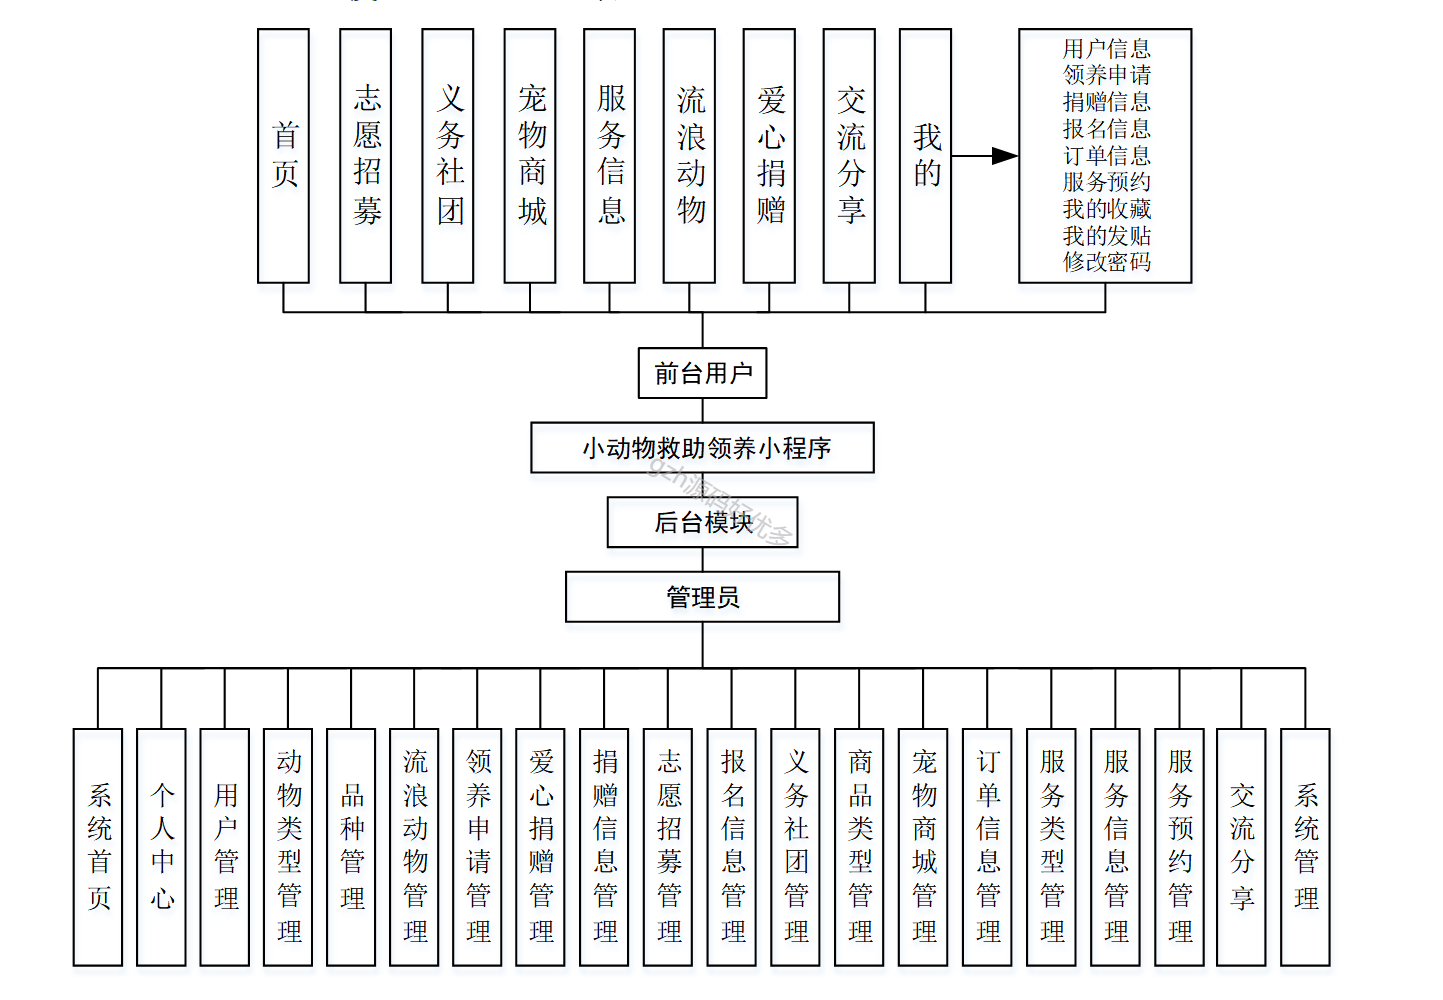 首页
志愿招募
义务社团
宠物商城
服务信息
流浪动物
爱心捐赠
交流分享
我的
用户信息
领养申请
捐赠信息
报名信息
订单信息
服务预约
我的收藏
我的发贴
修改密码
前台用户
小动物救助领养小程序
gzh源码好优多
后台模块
管理员
系统首页
个人中心
用户管理
动物类型管理
品种管理
流浪动物管理
领养申请管理
爱心捐赠管理
捐赠信息管理
志愿招募管理
报名信息管理
义务社团管理
商品类型管理
宠物商城管理
订单信息管理
服务类型管理
服务信息管理
服务预约管理
交流分享
系统管理